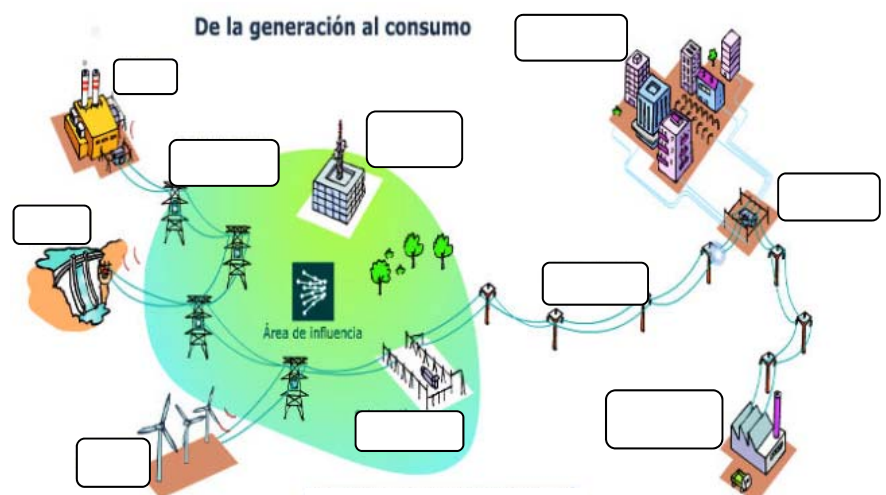 De la generación al consumo
Área de influencia